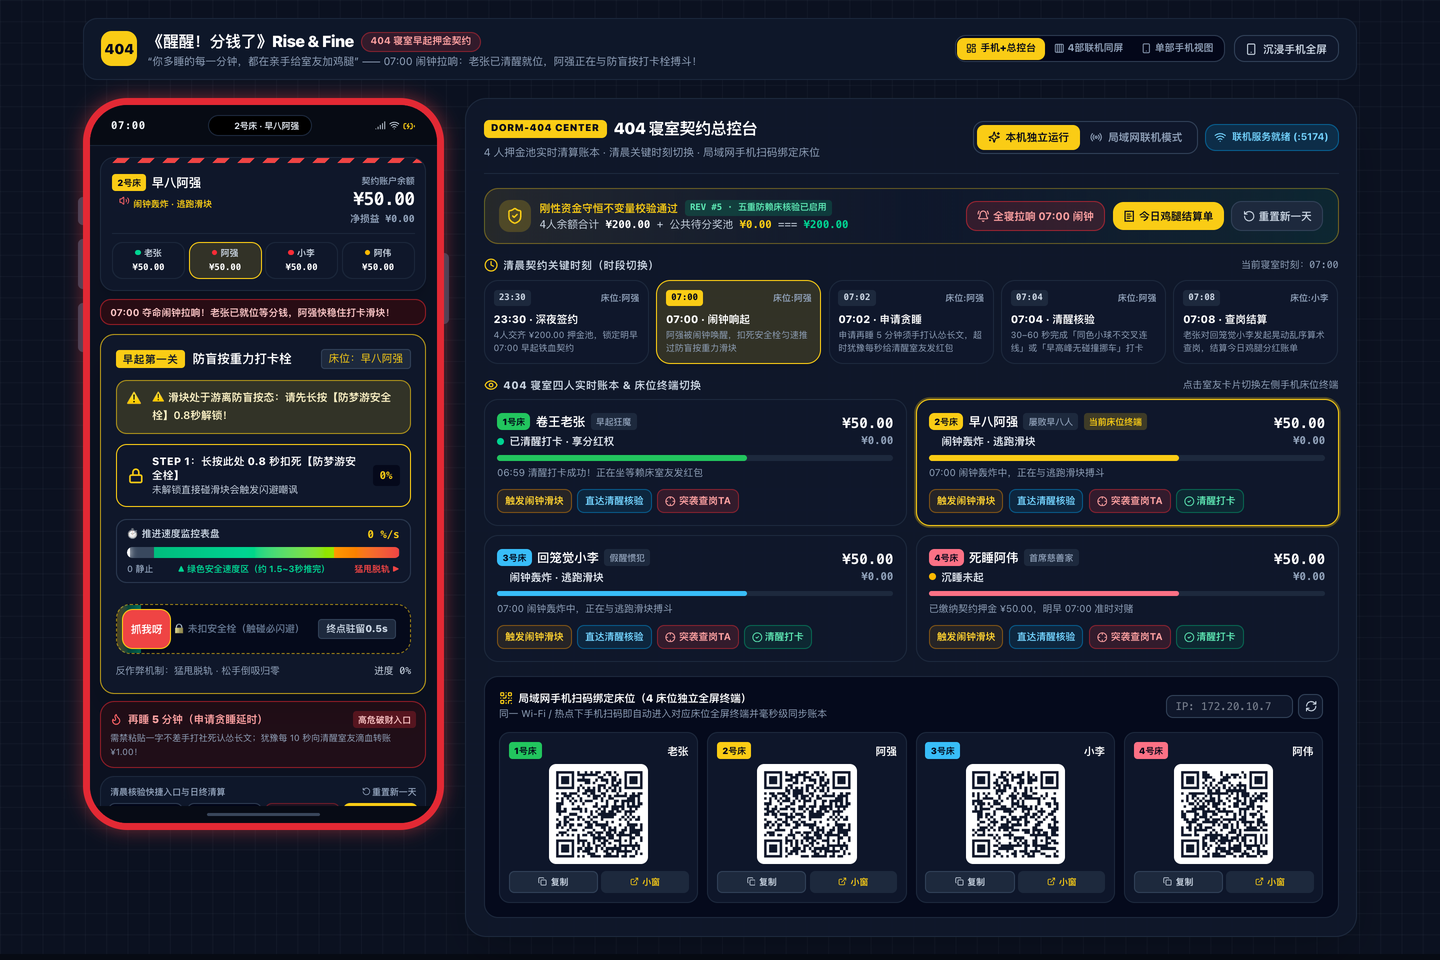 404
《醒醒！分钱了》Rise & Fine
404 寝室早起押金契约
“你多睡的每一分钟，都在亲手给室友加鸡腿” —— 07:00 闹钟拉响：老张已清醒就位，阿强正在与防盲按打卡栓搏斗！
手机+总控台
4部联机同屏
单部手机视图
沉浸手机全屏
07:00
2号床 · 早八阿强
2号床 早八阿强
闹钟轰炸 · 逃跑滑块
契约账户余额
¥50.00
净损益 ¥0.00
老张
¥50.00
阿强
¥50.00
小李
¥50.00
阿伟
¥50.00
07:00 夺命闹钟拉响！老张已就位等分钱，阿强快稳住打卡滑块！
早起第一关 防盲按重力打卡栓
床位：早八阿强
⚠️ 滑块处于游离防盲按态：请先长按【防梦游安全
栓】0.8秒解锁！
STEP 1：长按此处 0.8 秒扣死【防梦游安
全栓】
未解锁直接碰滑块会触发闪避嘲讽
0%
⏱️ 推进速度监控表盘
0 %/s
0 静止
▲ 绿色安全速度区（约 1.5~3秒推完）
猛甩脱轨 ▶
抓我呀
🔒 未扣安全栓（触碰必闪避）
终点驻留0.5s
反作弊机制：猛甩脱轨 · 松手倒吸归零
进度 0%
再睡 5 分钟（申请贪睡延时）
高危破财入口
需禁粘贴一字不差手打社死认怂长文；犹豫每 10 秒向清醒室友滴血转账
¥1.00！
清晨核验快捷入口与日终清算
重置新一天
DORM-404 CENTER 404 寝室契约总控台
4 人押金池实时清算账本 · 清晨关键时刻切换 · 局域网手机扫码绑定床位
本机独立运行
局域网联机模式
联机服务就绪 (:5174)
刚性资金守恒不变量校验通过
REV #5 · 五重防赖床核验已启用
4人余额合计 ¥200.00 + 公共待分奖池 ¥0.00 === ¥200.00
全寝拉响 07:00 闹钟
今日鸡腿结算单
重置新一天
清晨契约关键时刻（时段切换）
当前寝室时刻：07:00
23:30
床位:阿强
23:30 · 深夜签约
4人交齐 ¥200.00 押金池，锁定明早
07:00 早起铁血契约
07:00
床位:阿强
07:00 · 闹钟响起
阿强被闹钟唤醒，扣死安全栓匀速推
过防盲按重力滑块
07:02
床位:阿强
07:02 · 申请贪睡
申请再睡 5 分钟须手打认怂长文，超
时犹豫每秒给清醒室友发红包
07:04
床位:阿强
07:04 · 清醒核验
30–60 秒完成「同色小球不交叉连
线」或「早高峰无碰撞挪车」打卡
07:08
床位:小李
07:08 · 查岗结算
老张对回笼觉小李发起晃动乱序算术
查岗，结算今日鸡腿分红账单
404 寝室四人实时账本 & 床位终端切换
点击室友卡片切换左侧手机床位终端
1号床 卷王老张 早起狂魔
¥50.00
已清醒打卡 · 享分红权
¥0.00
06:59 清醒打卡成功！正在坐等赖床室友发红包
触发闹钟滑块
直达清醒核验
突袭查岗TA
2号床 早八阿强 屡败早八人 当前床位终端
¥50.00
闹钟轰炸 · 逃跑滑块
¥0.00
07:00 闹钟轰炸中，正在与逃跑滑块搏斗
触发闹钟滑块
直达清醒核验
突袭查岗TA
清醒打卡
3号床 回笼觉小李 假醒惯犯
¥50.00
闹钟轰炸 · 逃跑滑块
¥0.00
07:00 闹钟轰炸中，正在与逃跑滑块搏斗
触发闹钟滑块
直达清醒核验
突袭查岗TA
清醒打卡
4号床 死睡阿伟 首席慈善家
¥50.00
沉睡未起
¥0.00
已缴纳契约押金 ¥50.00，明早 07:00 准时对赌
触发闹钟滑块
直达清醒核验
突袭查岗TA
清醒打卡
局域网手机扫码绑定床位（4 床位独立全屏终端）
同一 Wi-Fi / 热点下手机扫码即自动进入对应床位全屏终端并毫秒级同步账本
IP: 172.20.10.7
1号床
老张
复制
小窗
2号床
阿强
复制
小窗
3号床
小李
复制
小窗
4号床
阿伟
复制
小窗